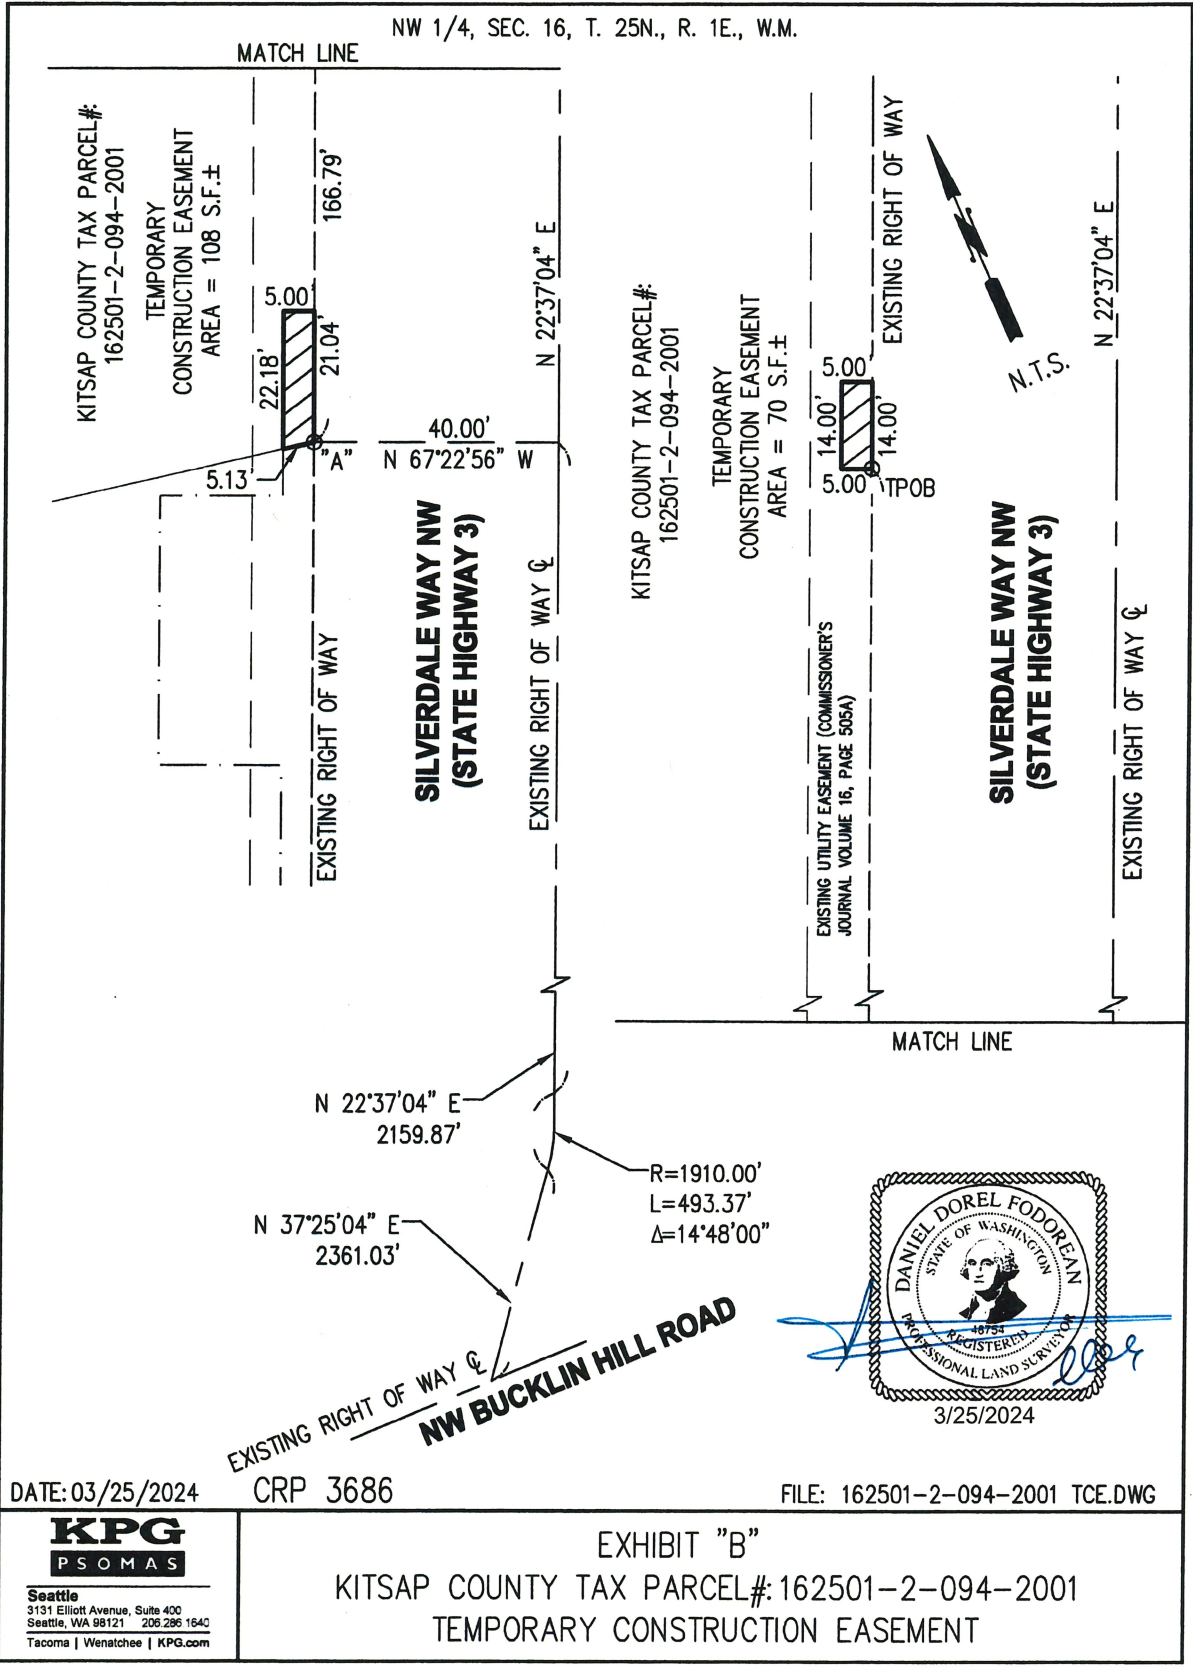 NW 1/4, SEC. 16, T. 25N., R. 1E., W.M.
MATCH LINE
KITSAP COUNTY TAX PARCEL#:
162501-2-094-2001
TEMPORARY
CONSTRUCTION EASEMENT
AREA = 108 S.F.±
166.79'
5.00'
22.18'
21.04'
5.13'
"A"
40.00'
N 67°22'56" W
N 22°37'04" E
SILVERDALE WAY NW
(STATE HIGHWAY 3)
EXISTING RIGHT OF WAY
EXISTING RIGHT OF WAY ℄
KITSAP COUNTY TAX PARCEL#:
162501-2-094-2001
TEMPORARY
CONSTRUCTION EASEMENT
AREA = 70 S.F.±
EXISTING RIGHT OF WAY
5.00'
14.00'
14.00'
5.00'
TPOB
N.T.S.
N 22°37'04" E
SILVERDALE WAY NW
(STATE HIGHWAY 3)
EXISTING UTILITY EASEMENT (COMMISSIONER'S
JOURNAL VOLUME 16, PAGE 505A)
EXISTING RIGHT OF WAY ℄
MATCH LINE
N 22°37'04" E
2159.87'
R=1910.00'
L=493.37'
Δ=14°48'00"
N 37°25'04" E
2361.03'
EXISTING RIGHT OF WAY ℄
NW BUCKLIN HILL ROAD
DANIEL DOREL FODOREAN
STATE OF WASHINGTON
48754
REGISTERED
PROFESSIONAL LAND SURVEYOR
3/25/2024
DATE: 03/25/2024
CRP 3686
FILE: 162501-2-094-2001 TCE.DWG
KPG
PSOMAS
Seattle
3131 Elliott Avenue, Suite 400
Seattle, WA 98121 206.286.1640
Tacoma | Wenatchee | KPG.com
EXHIBIT "B"
KITSAP COUNTY TAX PARCEL#: 162501-2-094-2001
TEMPORARY CONSTRUCTION EASEMENT